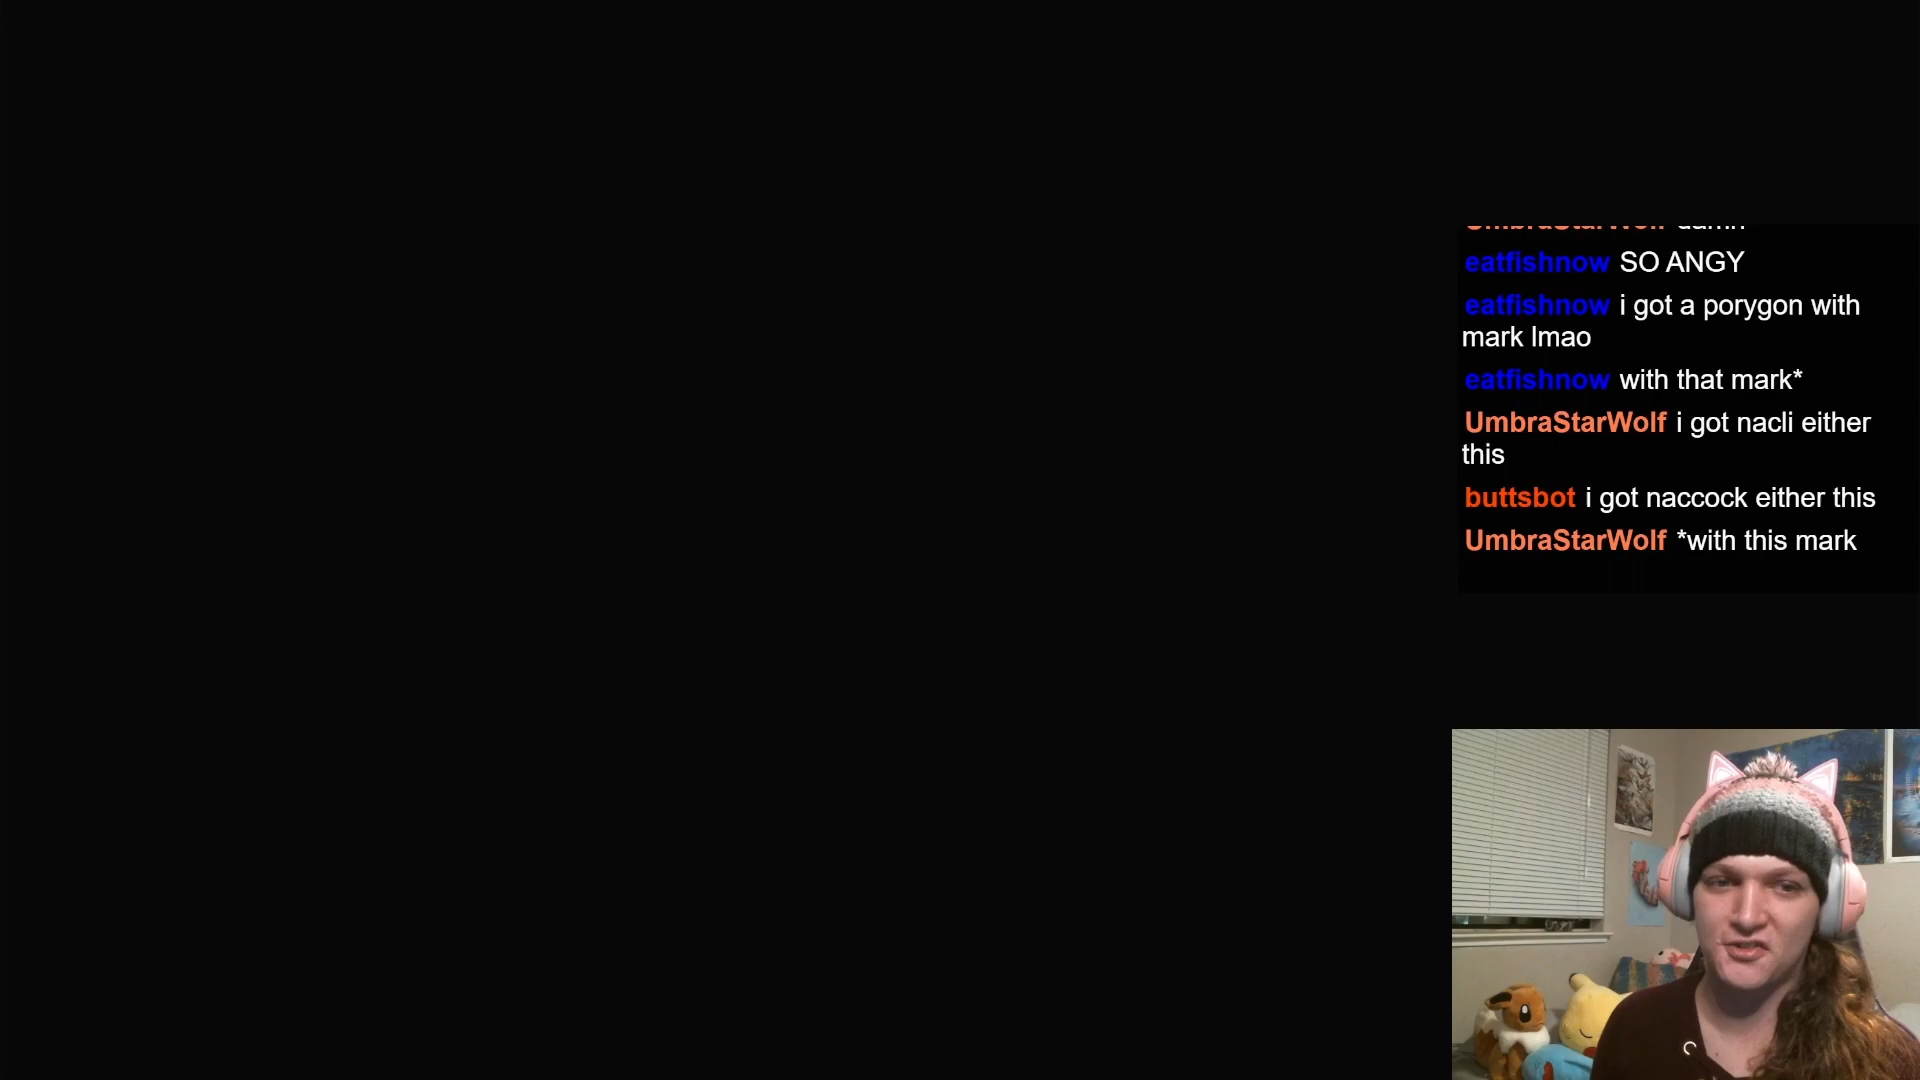 eatfishnow SO ANGY
eatfishnow i got a porygon with
mark lmao
eatfishnow with that mark*
UmbraStarWolf i got nacli either
this
buttsbot i got naccock either this
UmbraStarWolf *with this mark